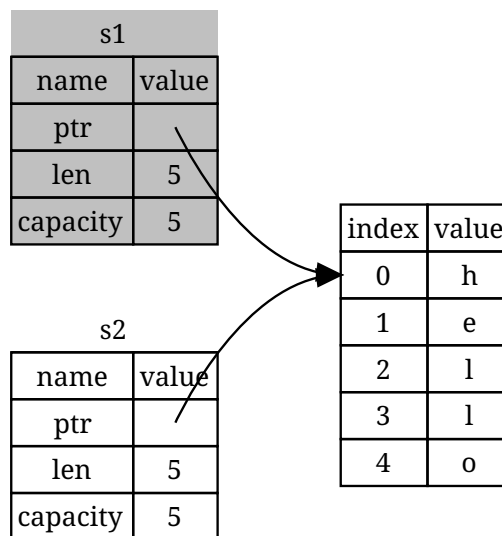 s1
name value
ptr
len 5
capacity 5
s2
name value
ptr
len 5
capacity 5
index value
0 h
1 e
2 l
3 l
4 o